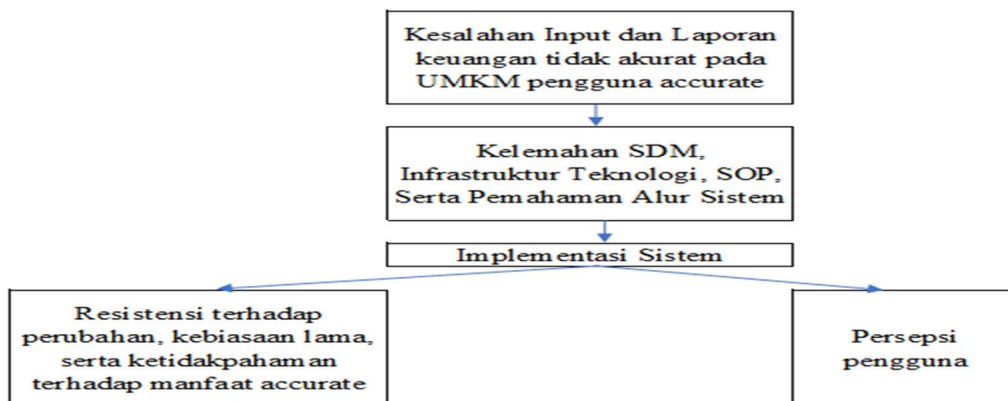 Kesalahan Input dan Laporan
keuangan tidak akurat pada
UMKM pengguna accurate
Kelemahan SDM,
Infrastruktur Teknologi, SOP,
Serta Pemahaman Alur Sistem
Implementasi Sistem
Resistensi terhadap
perubahan, kebiasaan lama,
serta ketidakpahaman
terhadap manfaat accurate
Persepsi
pengguna